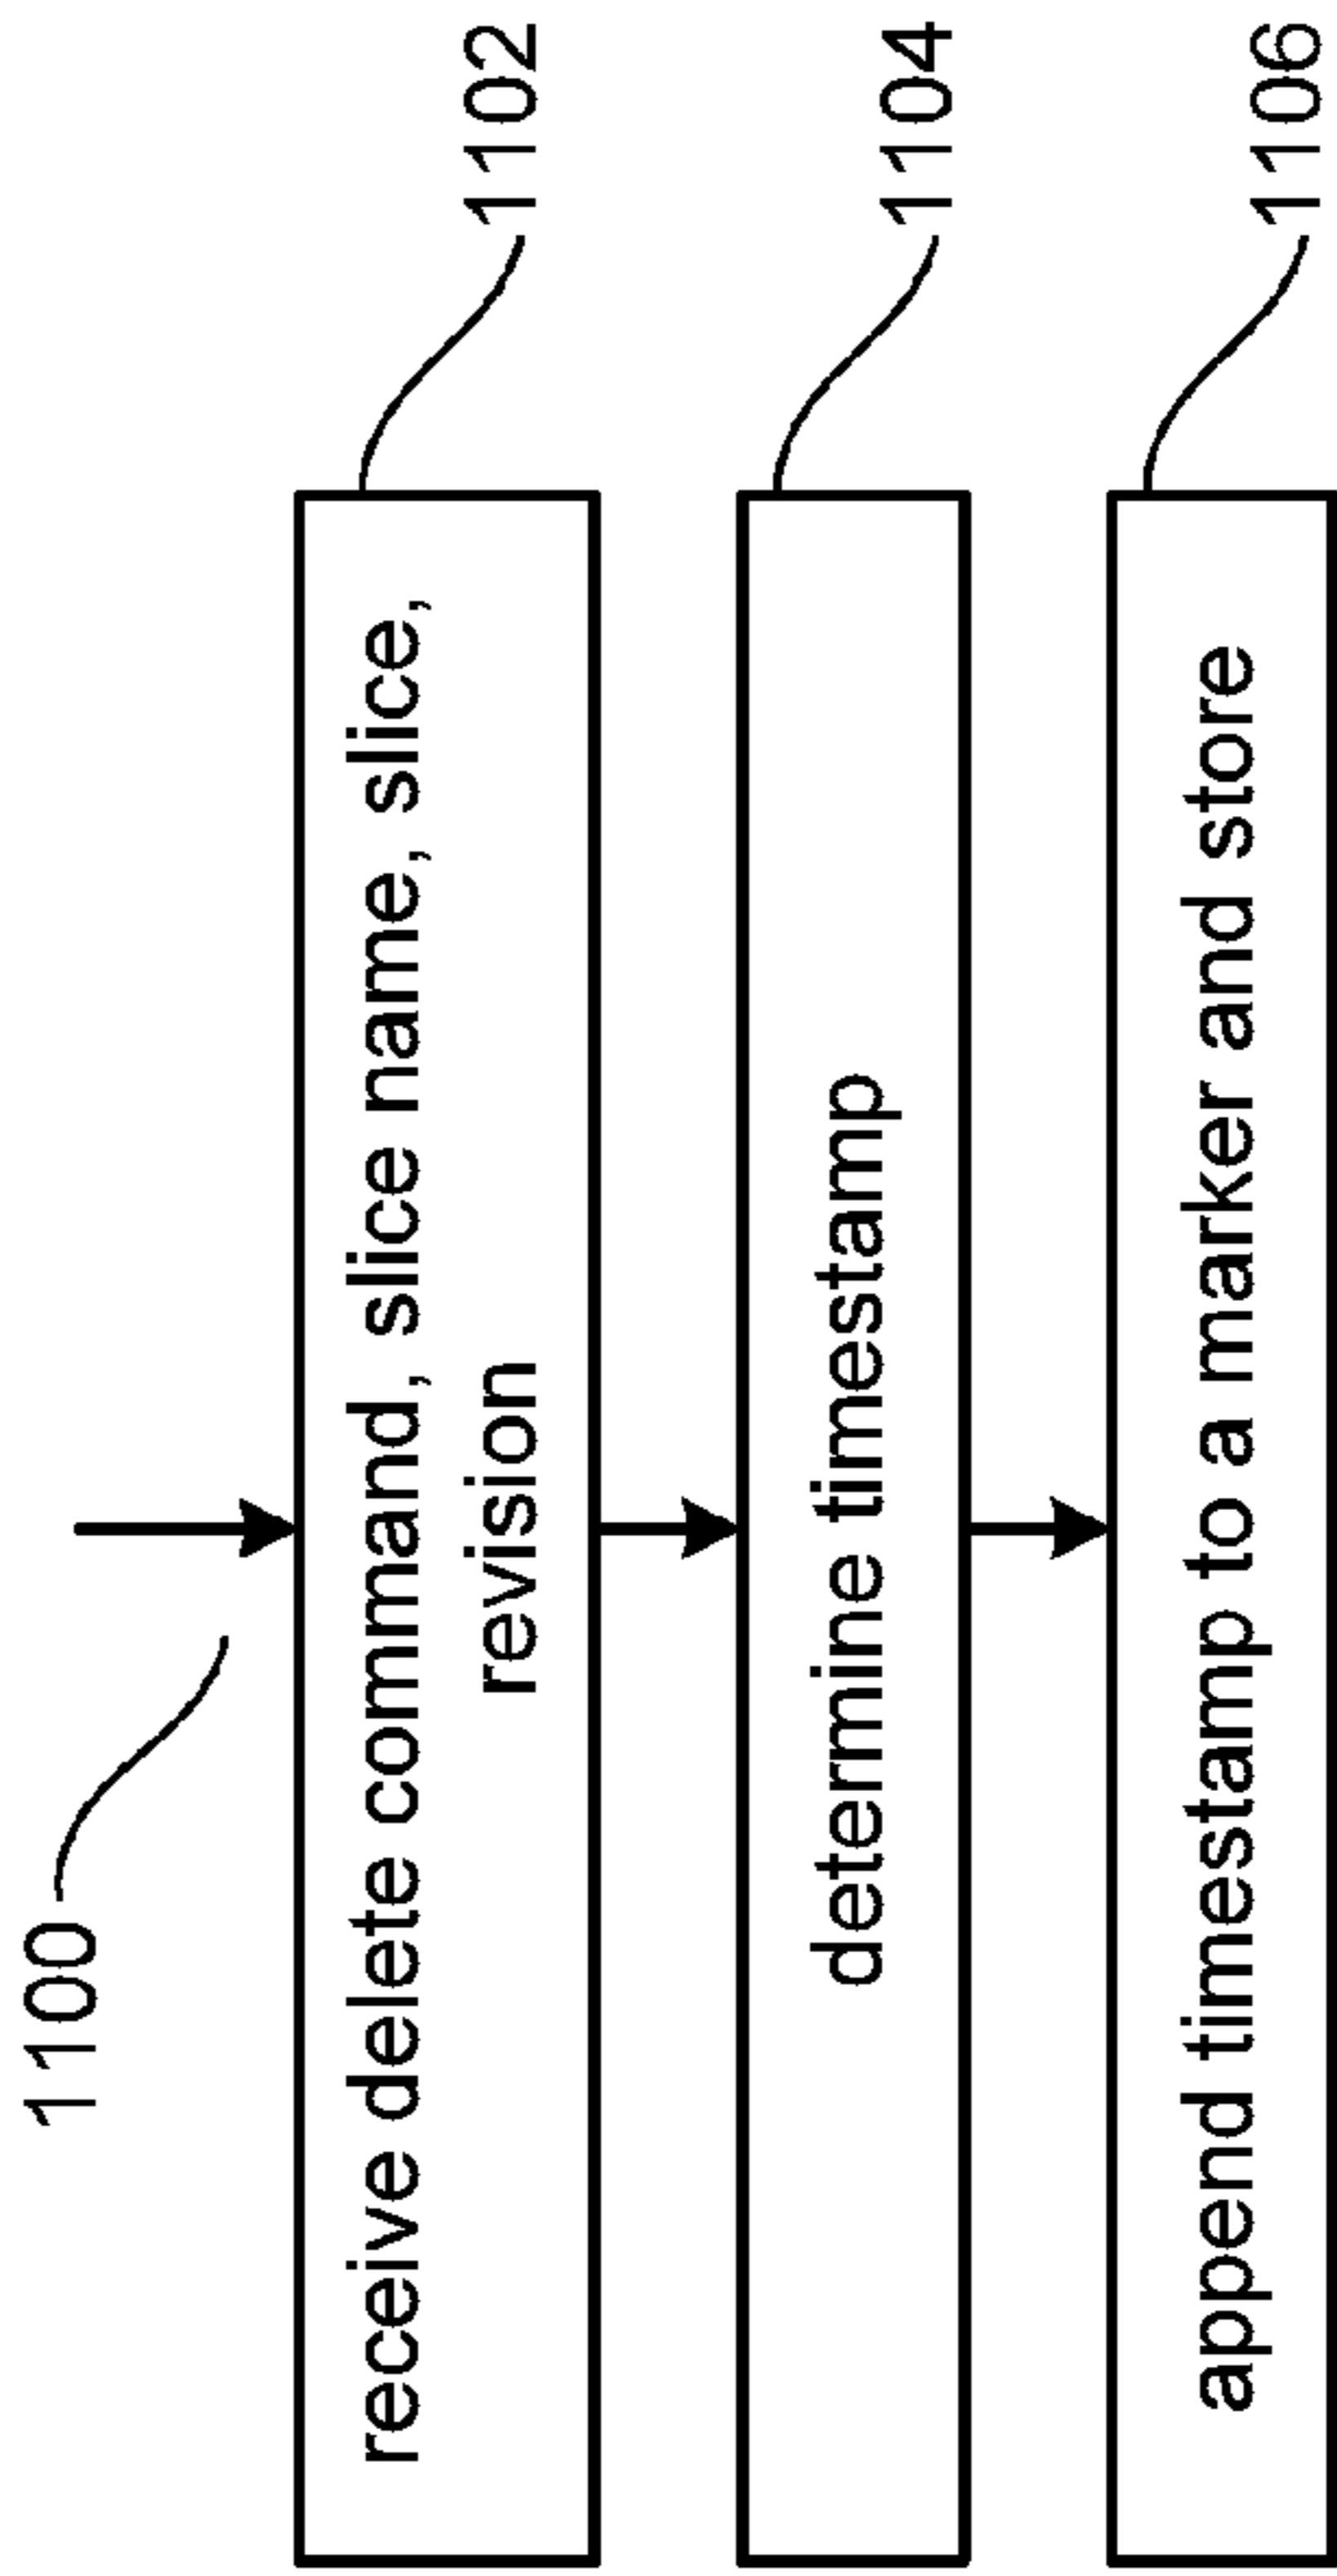 1100
receive delete command, slice name, slice,
revision
1102
determine timestamp
1104
append timestamp to a marker and store
1106